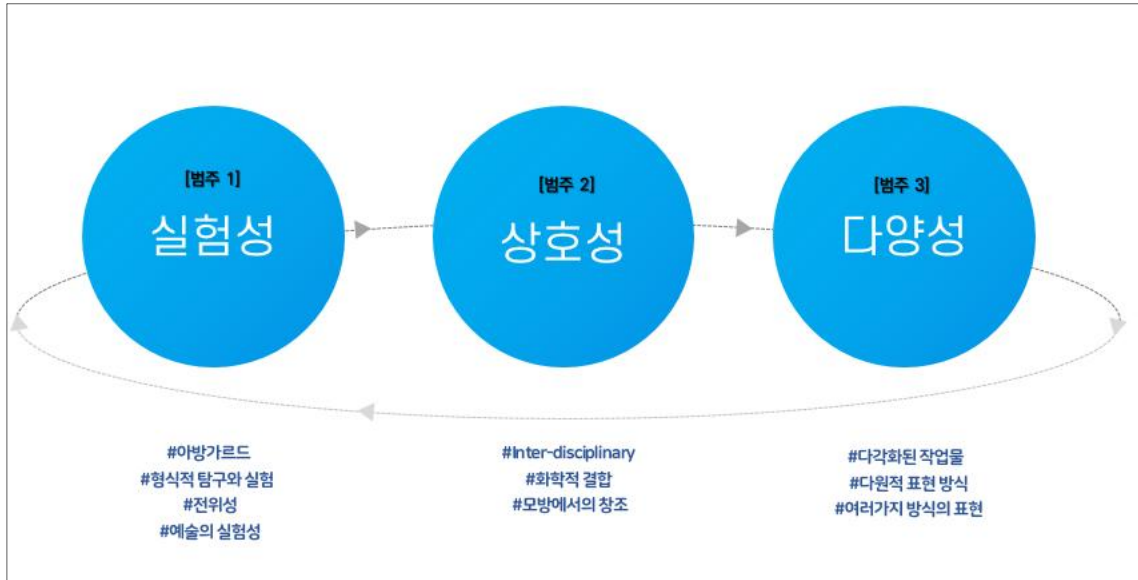 [범주 1]
실험성
[범주 2]
상호성
[범주 3]
다양성
#아방가르드
#형식적 탐구와 실험
#전위성
#예술의 실험성
#Inter-disciplinary
#화학적 결합
#모방에서의 창조
#다각화된 작업물
#다원적 표현 방식
#여러가지 방식의 표현